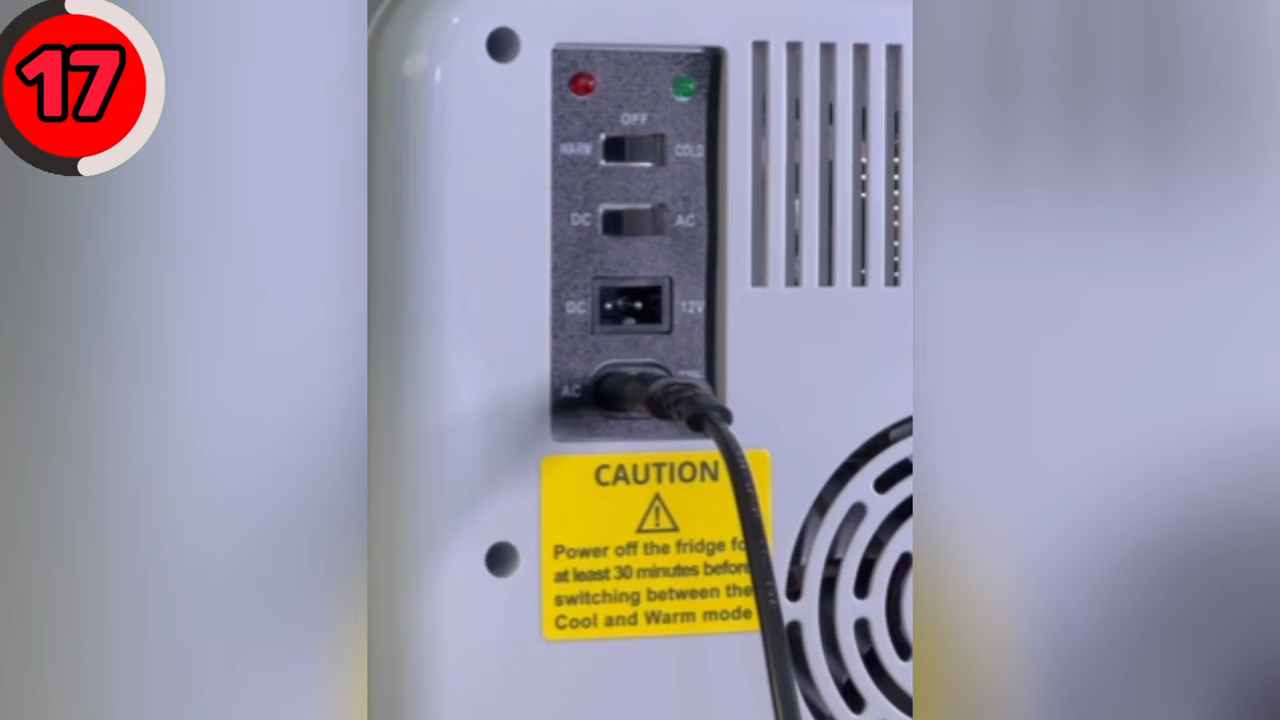 17
OFF
WARM COLD
DC AC
DC 12V
AC
CAUTION
Power off the fridge fo
at least 30 minutes before
switching between the
Cool and Warm mode